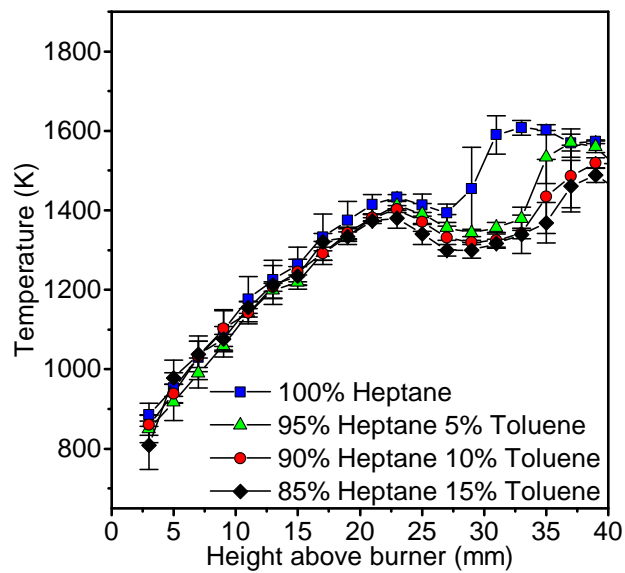 1800
1600
1400
1200
1000
800
Temperature (K)
100% Heptane
95% Heptane 5% Toluene
90% Heptane 10% Toluene
85% Heptane 15% Toluene
0 5 10 15 20 25 30 35 40
Height above burner (mm)